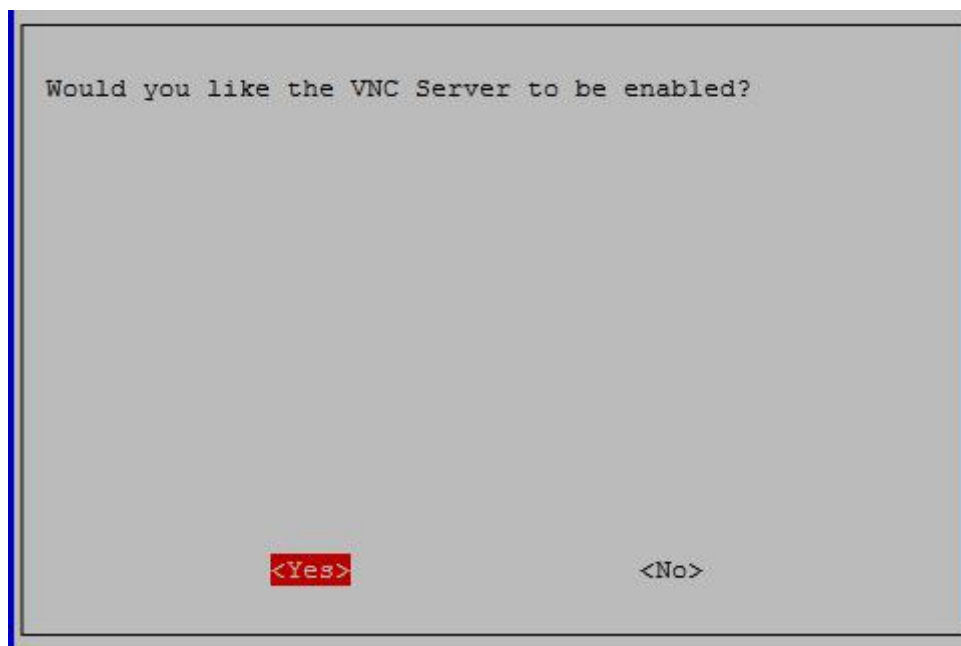 Would you like the VNC Server to be enabled?
<Yes> <No>